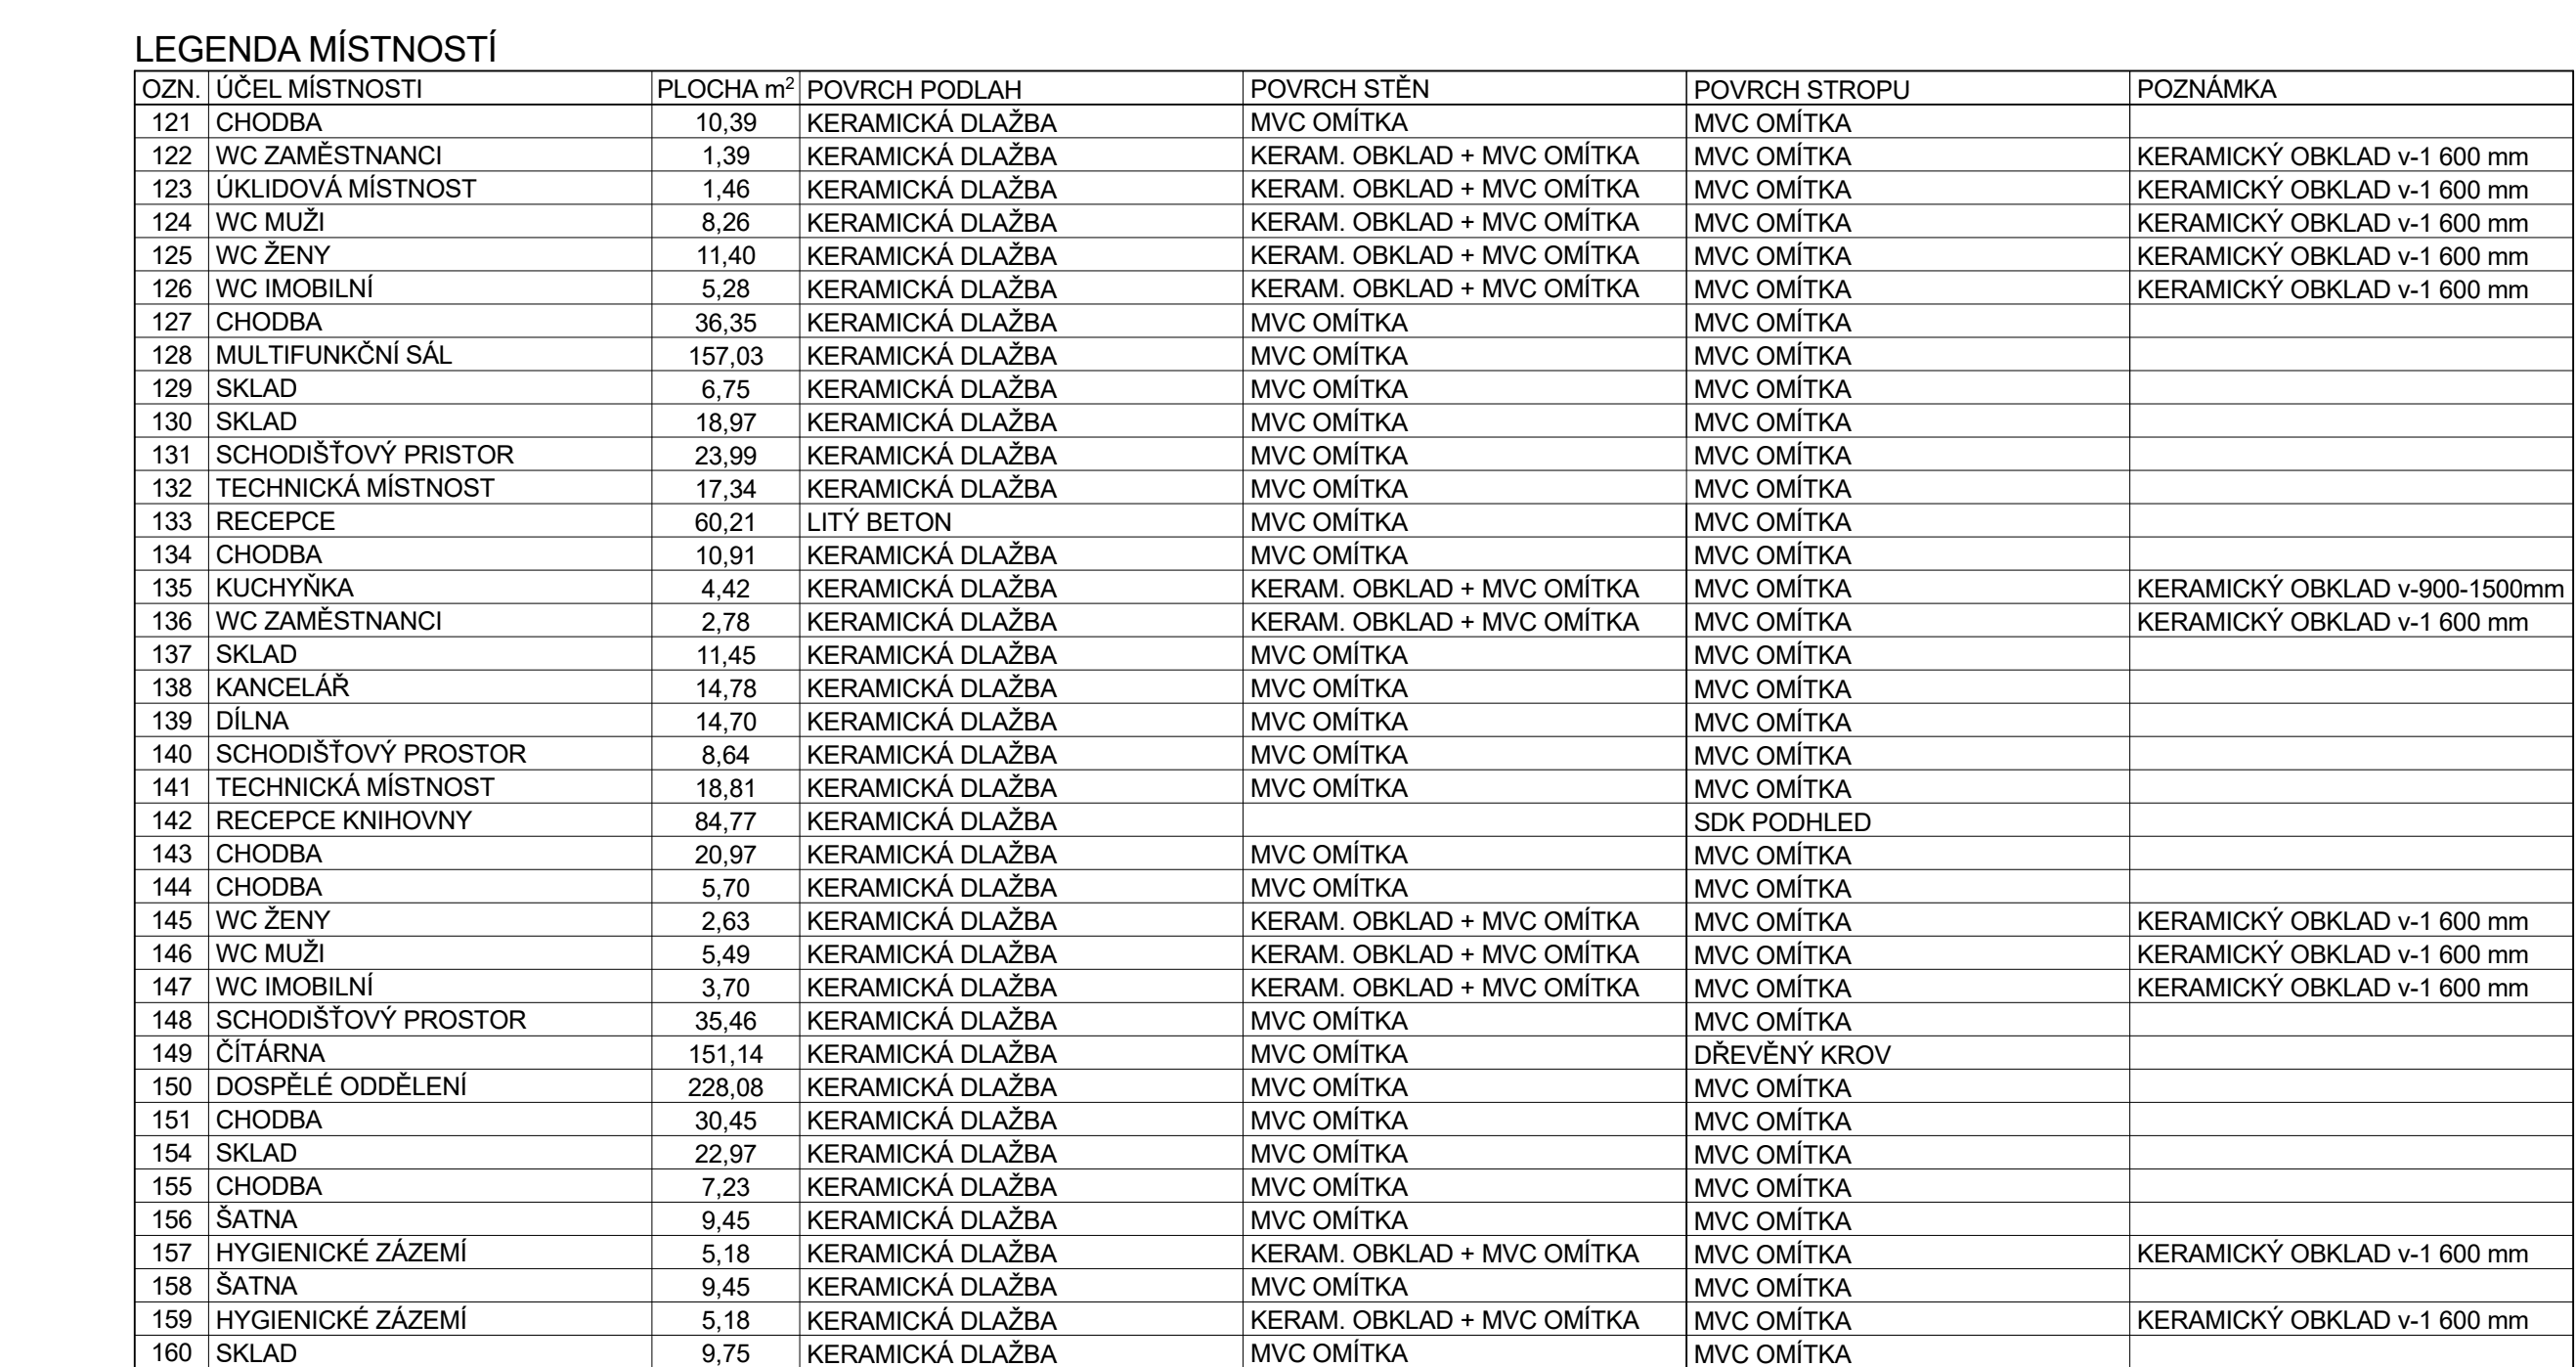 LEGENDA MÍSTNOSTÍ
OZN. ÚČEL MÍSTNOSTI PLOCHA m² POVRCH PODLAH POVRCH STĚN POVRCH STROPU POZNÁMKA
121 CHODBA 10,39 KERAMICKÁ DLAŽBA MVC OMÍTKA MVC OMÍTKA
122 WC ZAMĚSTNANCI 1,39 KERAMICKÁ DLAŽBA KERAM. OBKLAD + MVC OMÍTKA MVC OMÍTKA KERAMICKÝ OBKLAD v-1 600 mm
123 ÚKLIDOVÁ MÍSTNOST 1,46 KERAMICKÁ DLAŽBA KERAM. OBKLAD + MVC OMÍTKA MVC OMÍTKA KERAMICKÝ OBKLAD v-1 600 mm
124 WC MUŽI 8,26 KERAMICKÁ DLAŽBA KERAM. OBKLAD + MVC OMÍTKA MVC OMÍTKA KERAMICKÝ OBKLAD v-1 600 mm
125 WC ŽENY 11,40 KERAMICKÁ DLAŽBA KERAM. OBKLAD + MVC OMÍTKA MVC OMÍTKA KERAMICKÝ OBKLAD v-1 600 mm
126 WC IMOBILNÍ 5,28 KERAMICKÁ DLAŽBA KERAM. OBKLAD + MVC OMÍTKA MVC OMÍTKA KERAMICKÝ OBKLAD v-1 600 mm
127 CHODBA 36,35 KERAMICKÁ DLAŽBA MVC OMÍTKA MVC OMÍTKA
128 MULTIFUNKČNÍ SÁL 157,03 KERAMICKÁ DLAŽBA MVC OMÍTKA MVC OMÍTKA
129 SKLAD 6,75 KERAMICKÁ DLAŽBA MVC OMÍTKA MVC OMÍTKA
130 SKLAD 18,97 KERAMICKÁ DLAŽBA MVC OMÍTKA MVC OMÍTKA
131 SCHODIŠŤOVÝ PRISTOR 23,99 KERAMICKÁ DLAŽBA MVC OMÍTKA MVC OMÍTKA
132 TECHNICKÁ MÍSTNOST 17,34 KERAMICKÁ DLAŽBA MVC OMÍTKA MVC OMÍTKA
133 RECEPCE 60,21 LITÝ BETON MVC OMÍTKA MVC OMÍTKA
134 CHODBA 10,91 KERAMICKÁ DLAŽBA MVC OMÍTKA MVC OMÍTKA
135 KUCHYŇKA 4,42 KERAMICKÁ DLAŽBA KERAM. OBKLAD + MVC OMÍTKA MVC OMÍTKA KERAMICKÝ OBKLAD v-900-1500mm
136 WC ZAMĚSTNANCI 2,78 KERAMICKÁ DLAŽBA KERAM. OBKLAD + MVC OMÍTKA MVC OMÍTKA KERAMICKÝ OBKLAD v-1 600 mm
137 SKLAD 11,45 KERAMICKÁ DLAŽBA MVC OMÍTKA MVC OMÍTKA
138 KANCELÁŘ 14,78 KERAMICKÁ DLAŽBA MVC OMÍTKA MVC OMÍTKA
139 DÍLNA 14,70 KERAMICKÁ DLAŽBA MVC OMÍTKA MVC OMÍTKA
140 SCHODIŠŤOVÝ PROSTOR 8,64 KERAMICKÁ DLAŽBA MVC OMÍTKA MVC OMÍTKA
141 TECHNICKÁ MÍSTNOST 18,81 KERAMICKÁ DLAŽBA MVC OMÍTKA MVC OMÍTKA
142 RECEPCE KNIHOVNY 84,77 KERAMICKÁ DLAŽBA SDK PODHLED
143 CHODBA 20,97 KERAMICKÁ DLAŽBA MVC OMÍTKA MVC OMÍTKA
144 CHODBA 5,70 KERAMICKÁ DLAŽBA MVC OMÍTKA MVC OMÍTKA
145 WC ŽENY 2,63 KERAMICKÁ DLAŽBA KERAM. OBKLAD + MVC OMÍTKA MVC OMÍTKA KERAMICKÝ OBKLAD v-1 600 mm
146 WC MUŽI 5,49 KERAMICKÁ DLAŽBA KERAM. OBKLAD + MVC OMÍTKA MVC OMÍTKA KERAMICKÝ OBKLAD v-1 600 mm
147 WC IMOBILNÍ 3,70 KERAMICKÁ DLAŽBA KERAM. OBKLAD + MVC OMÍTKA MVC OMÍTKA KERAMICKÝ OBKLAD v-1 600 mm
148 SCHODIŠŤOVÝ PROSTOR 35,46 KERAMICKÁ DLAŽBA MVC OMÍTKA MVC OMÍTKA
149 ČÍTÁRNA 151,14 KERAMICKÁ DLAŽBA MVC OMÍTKA DŘEVĚNÝ KROV
150 DOSPĚLÉ ODDĚLENÍ 228,08 KERAMICKÁ DLAŽBA MVC OMÍTKA MVC OMÍTKA
151 CHODBA 30,45 KERAMICKÁ DLAŽBA MVC OMÍTKA MVC OMÍTKA
154 SKLAD 22,97 KERAMICKÁ DLAŽBA MVC OMÍTKA MVC OMÍTKA
155 CHODBA 7,23 KERAMICKÁ DLAŽBA MVC OMÍTKA MVC OMÍTKA
156 ŠATNA 9,45 KERAMICKÁ DLAŽBA MVC OMÍTKA MVC OMÍTKA
157 HYGIENICKÉ ZÁZEMÍ 5,18 KERAMICKÁ DLAŽBA KERAM. OBKLAD + MVC OMÍTKA MVC OMÍTKA KERAMICKÝ OBKLAD v-1 600 mm
158 ŠATNA 9,45 KERAMICKÁ DLAŽBA MVC OMÍTKA MVC OMÍTKA
159 HYGIENICKÉ ZÁZEMÍ 5,18 KERAMICKÁ DLAŽBA KERAM. OBKLAD + MVC OMÍTKA MVC OMÍTKA KERAMICKÝ OBKLAD v-1 600 mm
160 SKLAD 9,75 KERAMICKÁ DLAŽBA MVC OMÍTKA MVC OMÍTKA